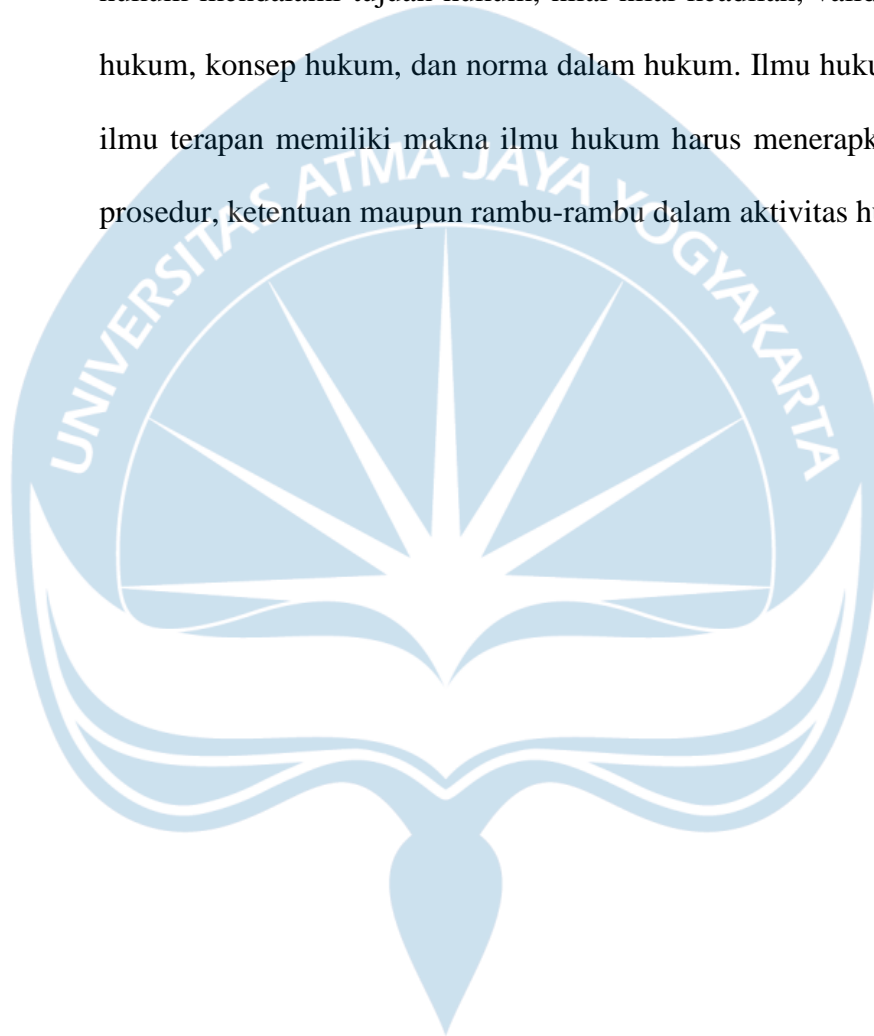 hukum, konsep hukum, dan norma dalam hukum. Ilmu
ilmu terapan memiliki makna ilmu hukum harus
prosedur, ketentuan maupun rambu-rambu dalam aktivitas
UNIVERSITAS ATMA JAYA YOGYAKARTA